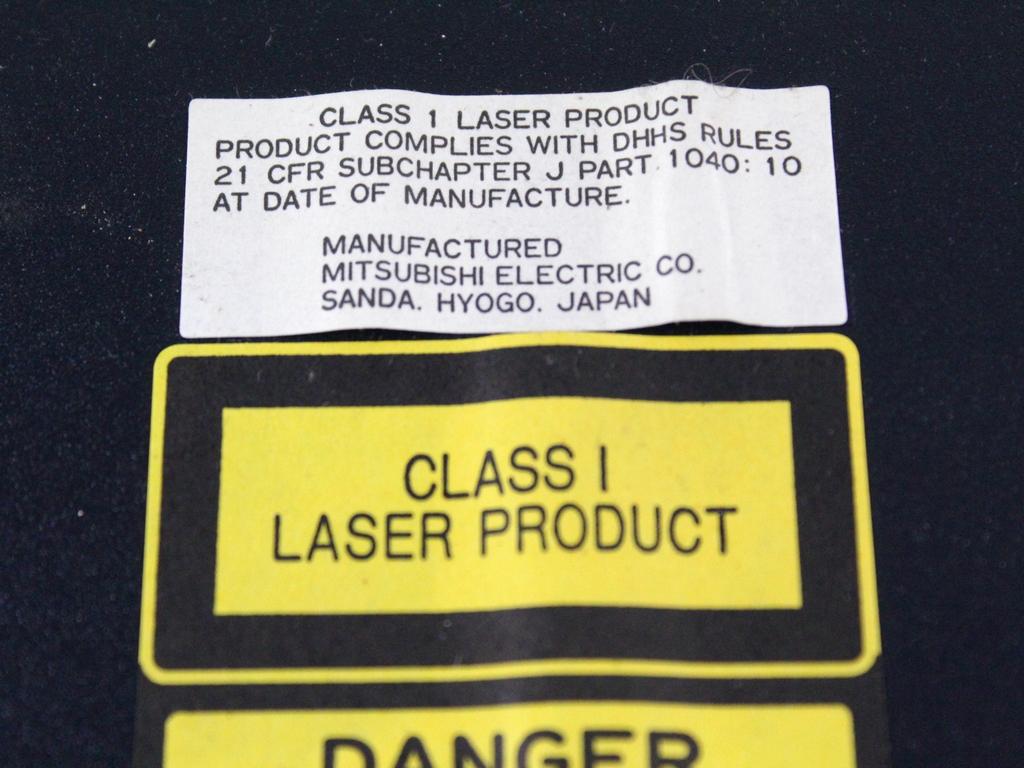 CLASS 1 LASER PRODUCT
PRODUCT COMPLIES WITH DHHS RULES
21 CFR SUBCHAPTER J PART 1040: 10
AT DATE OF MANUFACTURE.
MANUFACTURED
MITSUBISHI ELECTRIC CO.
SANDA. HYOGO. JAPAN
CLASS I
LASER PRODUCT
DANGER